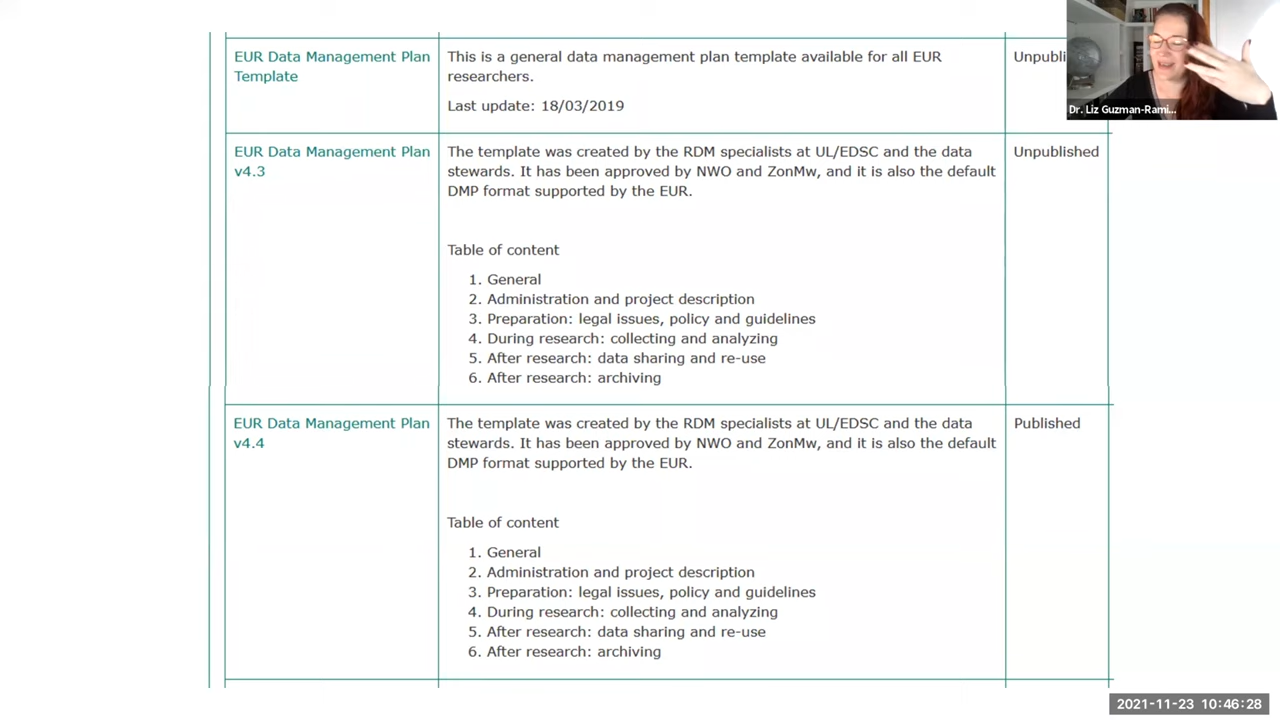 EUR Data Management Plan
Template
This is a general data management plan template available for all EUR
researchers.
Last update: 18/03/2019
Dr. Liz Guzman-Rami...
EUR Data Management Plan
v4.3
The template was created by the RDM specialists at UL/EDSC and the data
stewards. It has been approved by NWO and ZonMw, and it is also the default
DMP format supported by the EUR.
Unpublished
Table of content
1. General
2. Administration and project description
3. Preparation: legal issues, policy and guidelines
4. During research: collecting and analyzing
5. After research: data sharing and re-use
6. After research: archiving
EUR Data Management Plan
v4.4
The template was created by the RDM specialists at UL/EDSC and the data
stewards. It has been approved by NWO and ZonMw, and it is also the default
DMP format supported by the EUR.
Published
Table of content
1. General
2. Administration and project description
3. Preparation: legal issues, policy and guidelines
4. During research: collecting and analyzing
5. After research: data sharing and re-use
6. After research: archiving
2021-11-23 10:46:28